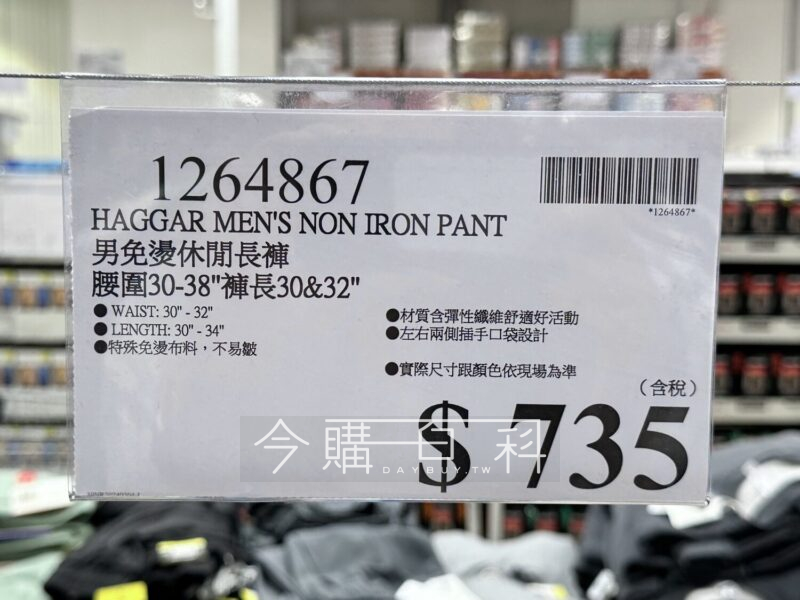 1264867
*1264867*
HAGGAR MEN'S NON IRON PANT
男免燙休閒長褲
腰圍30-38"褲長30&32"
● WAIST: 30" - 32"
● LENGTH: 30" - 34"
●特殊免燙布料，不易皺
●材質含彈性纖維舒適好活動
●左右兩側插手口袋設計
●實際尺寸跟顏色依現場為準
（含稅）
$ 735
今購百科
DAYBUY.TW